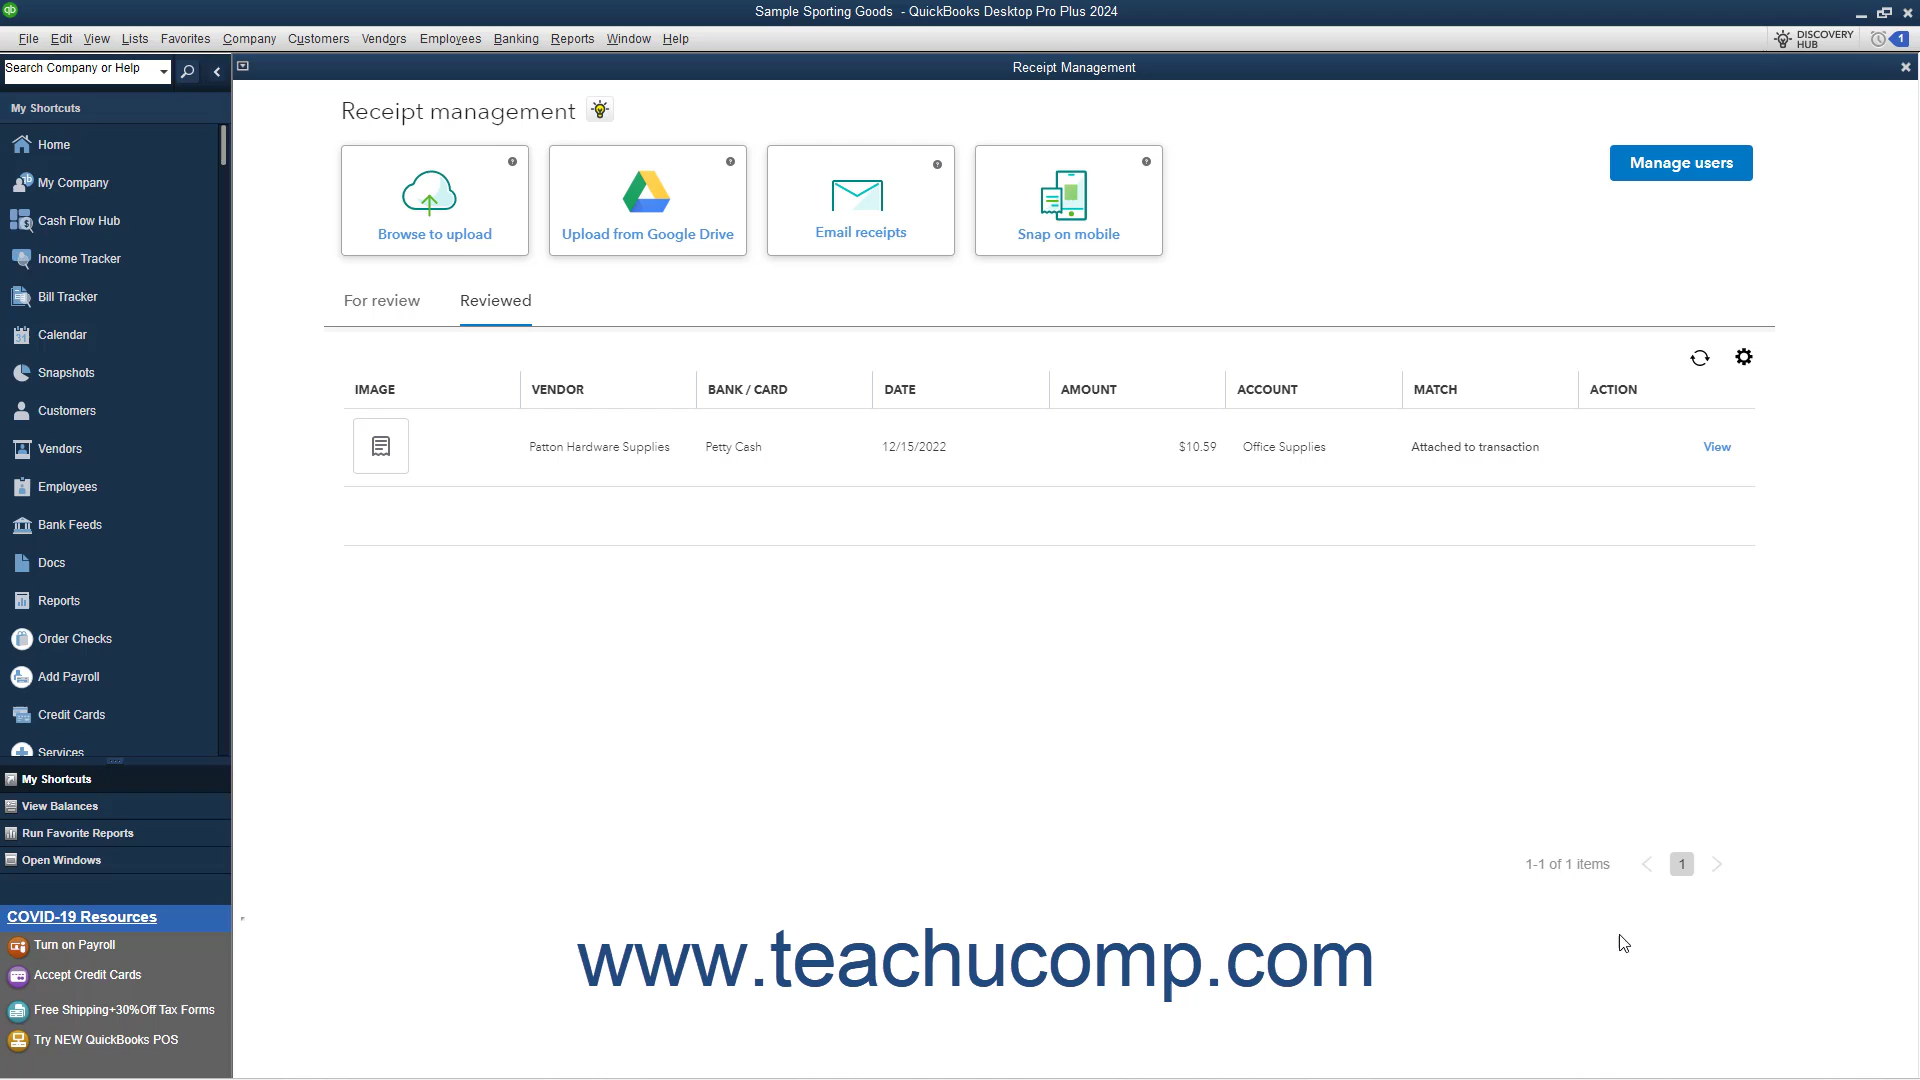 Sample Sporting Goods - QuickBooks Desktop Pro Plus 2024
File Edit View Lists Favorites Company Customers Vendors Employees Banking Reports Window Help
DISCOVERY
HUB
1
Search Company or Help
Receipt Management
My Shortcuts
Home
My Company
Cash Flow Hub
Income Tracker
Bill Tracker
Calendar
Snapshots
Customers
Vendors
Employees
Bank Feeds
Docs
Reports
Order Checks
Add Payroll
Credit Cards
Services
My Shortcuts
View Balances
Run Favorite Reports
Open Windows
COVID-19 Resources
Turn on Payroll
Accept Credit Cards
Free Shipping+30%Off Tax Forms
Try NEW QuickBooks POS
Receipt management
Browse to upload
Upload from Google Drive
Email receipts
Snap on mobile
Manage users
For review Reviewed
IMAGE VENDOR BANK / CARD DATE AMOUNT ACCOUNT MATCH ACTION
Patton Hardware Supplies Petty Cash 12/15/2022 $10.59 Office Supplies Attached to transaction View
1-1 of 1 items 1
www.teachucomp.com